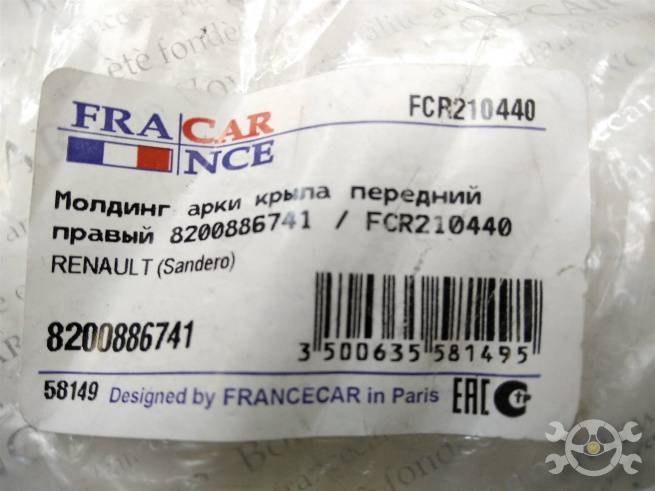 FCR210440
FRA CAR
NCE
Молдинг арки крыла передний
правый 8200886741 / FCR210440
RENAULT (Sandero)
8200886741
3 500635 581495
58149 Designed by FRANCECAR in Paris EAC